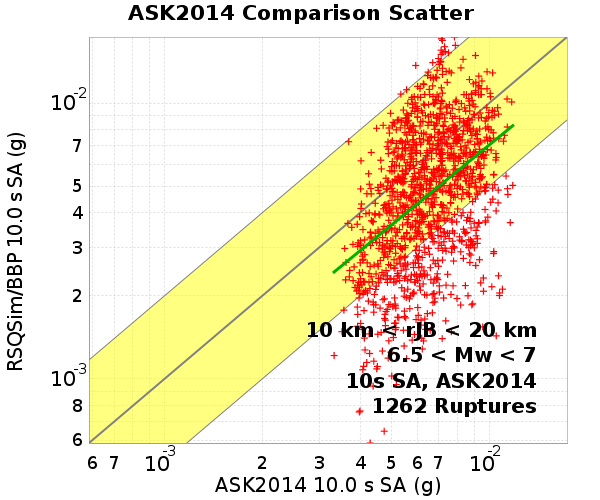 ASK2014 Comparison Scatter
RSQSim/BBP 10.0 s SA (g)
10-2
7
5
4
3
2
10-3
8
6
10 km < rJB < 20 km
6.5 < Mw < 7
10s SA, ASK2014
1262 Ruptures
6 7 10-3 2 3 4 5 6 7 10-2
ASK2014 10.0 s SA (g)